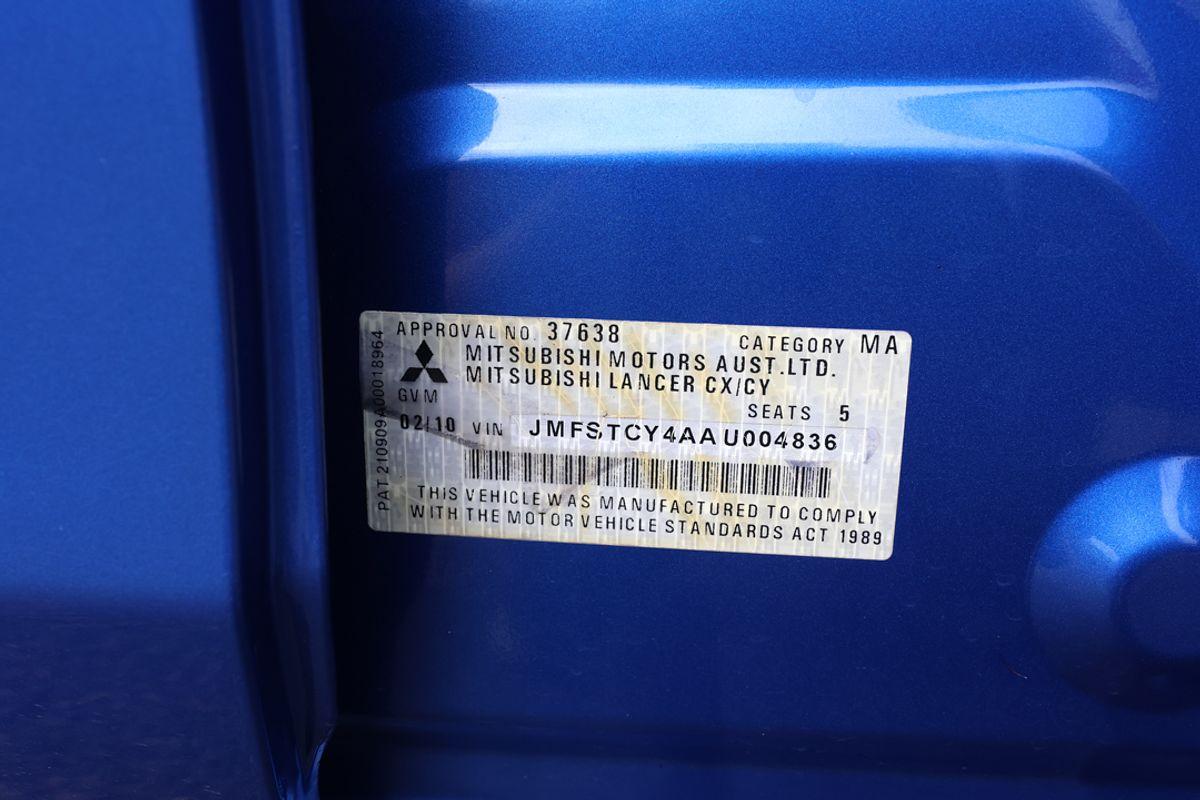 APPROVAL NO. 37638 CATEGORY MA
MITSUBISHI MOTORS AUST.LTD.
MITSUBISHI LANCER CX/CY
GVM SEATS 5
02/10 VIN JMFSTCY4AAU004836
THIS VEHICLE WAS MANUFACTURED TO COMPLY
WITH THE MOTOR VEHICLE STANDARDS ACT 1989
PAT 210909A00018964